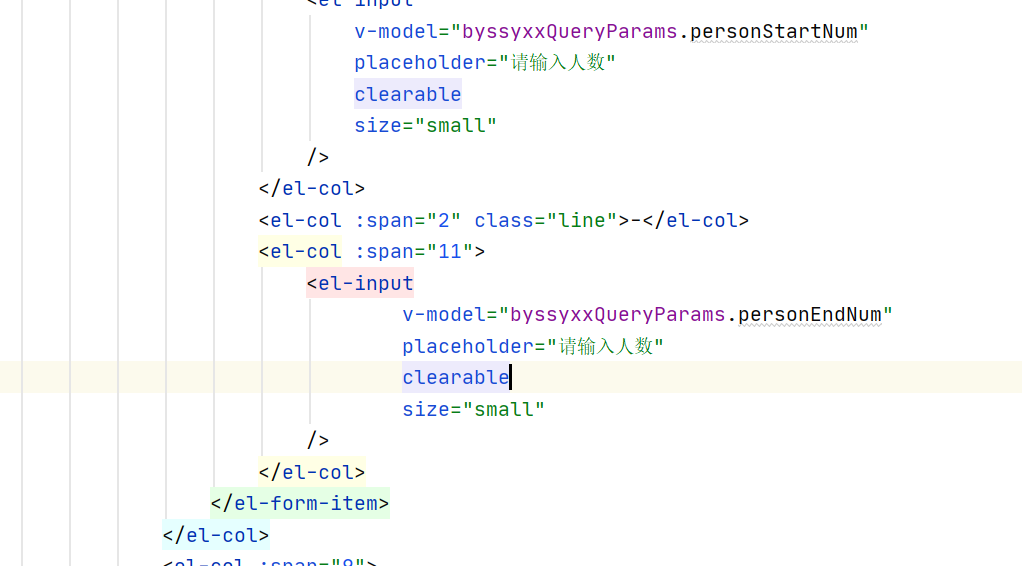 <el-input
v-model="byssyxxQueryParams.personStartNum"
placeholder="请输入人数"
clearable
size="small"
/>
</el-col>
<el-col :span="2" class="line">-</el-col>
<el-col :span="11">
<el-input
v-model="byssyxxQueryParams.personEndNum"
placeholder="请输入人数"
clearable
size="small"
/>
</el-col>
</el-form-item>
</el-col>